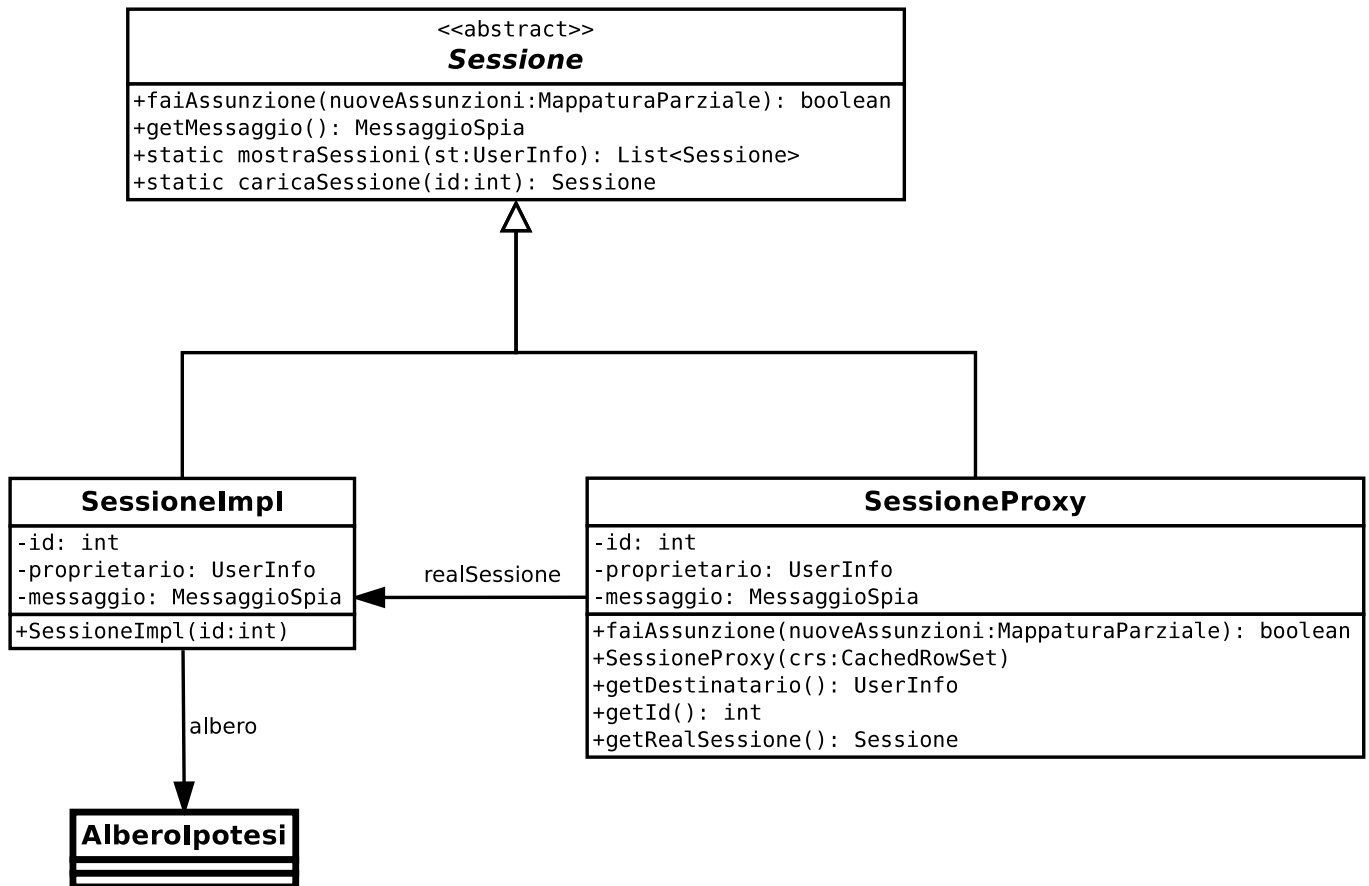 <<abstract>>
Sessione
+faiAssunzione(nuoveAssunzioni:MappaturaParziale): boolean
+getMessaggio(): MessaggioSpia
+static mostraSessioni(st:UserInfo): List<Sessione>
+static caricaSessione(id:int): Sessione
SessioneImpl
-id: int
-proprietario: UserInfo
-messaggio: MessaggioSpia
+SessioneImpl(id:int)
realSessione
SessioneProxy
-id: int
-proprietario: UserInfo
-messaggio: MessaggioSpia
+faiAssunzione(nuoveAssunzioni:MappaturaParziale): boolean
+SessioneProxy(crs:CachedRowSet)
+getDestinatario(): UserInfo
+getId(): int
+getRealSessione(): Sessione
albero
AlberoIpotesi